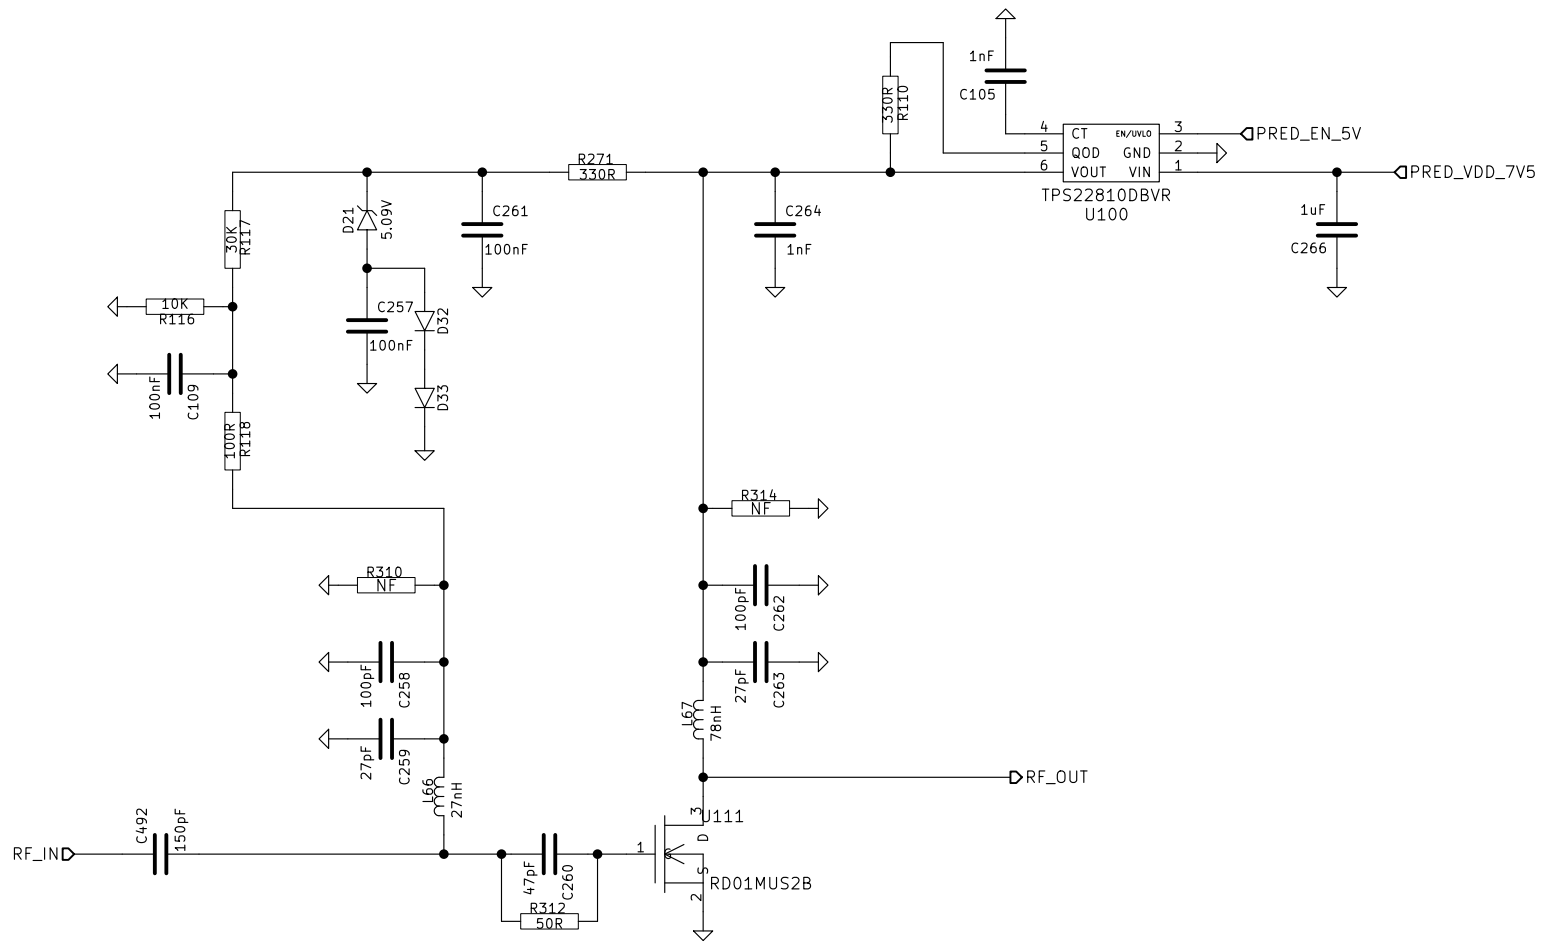 1nF
C105
330R
R110
4
CT
EN/UVLO
3
PRED_EN_5V
5
QOD
GND
2
6
VOUT
VIN
1
PRED_VDD_7V5
TPS22810DBVR
U100
R271
330R
C261
100nF
C264
1nF
1uF
C266
D21
5.09V
30K
R117
10K
R116
C257
100nF
D32
100nF
C109
D33
100R
R118
R314
NF
R310
NF
100pF
C262
100pF
C258
27pF
C263
L67
78nH
27pF
C259
L66
27nH
RF_OUT
3
U111
D
C492
150pF
RF_IN
1
G
S
47pF
C260
RD01MUS2B
2
R312
50R